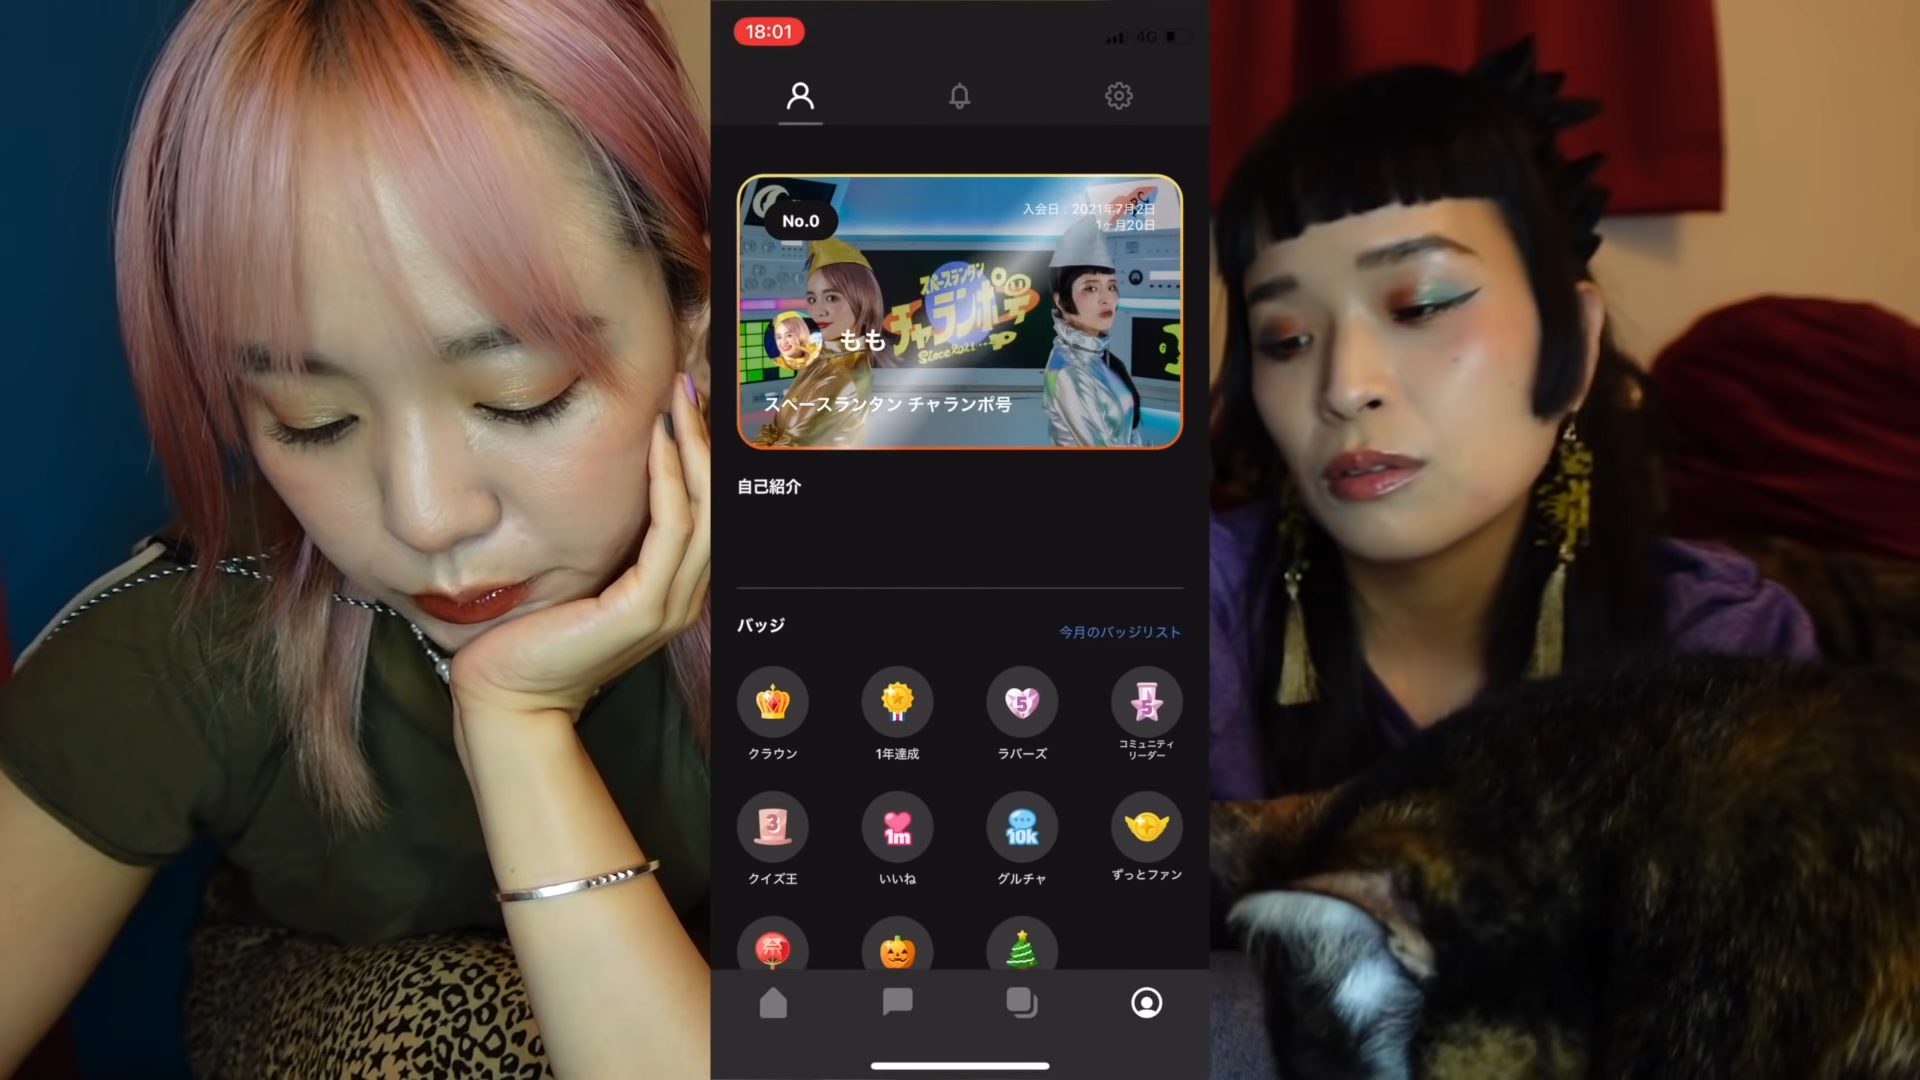 18:01
4G
No.0
入会日:2021年7月2日
1ヶ月20日
スペースランタン
チャランポ号
Since 2021
もも
スペースランタン チャランポ号
自己紹介
バッジ
今月のバッジリスト
クラウン
1年達成
5
ラバーズ
5
コミュニティ
リーダー
3
クイズ王
1m
いいね
10k
グルチャ
ずっとファン
祭